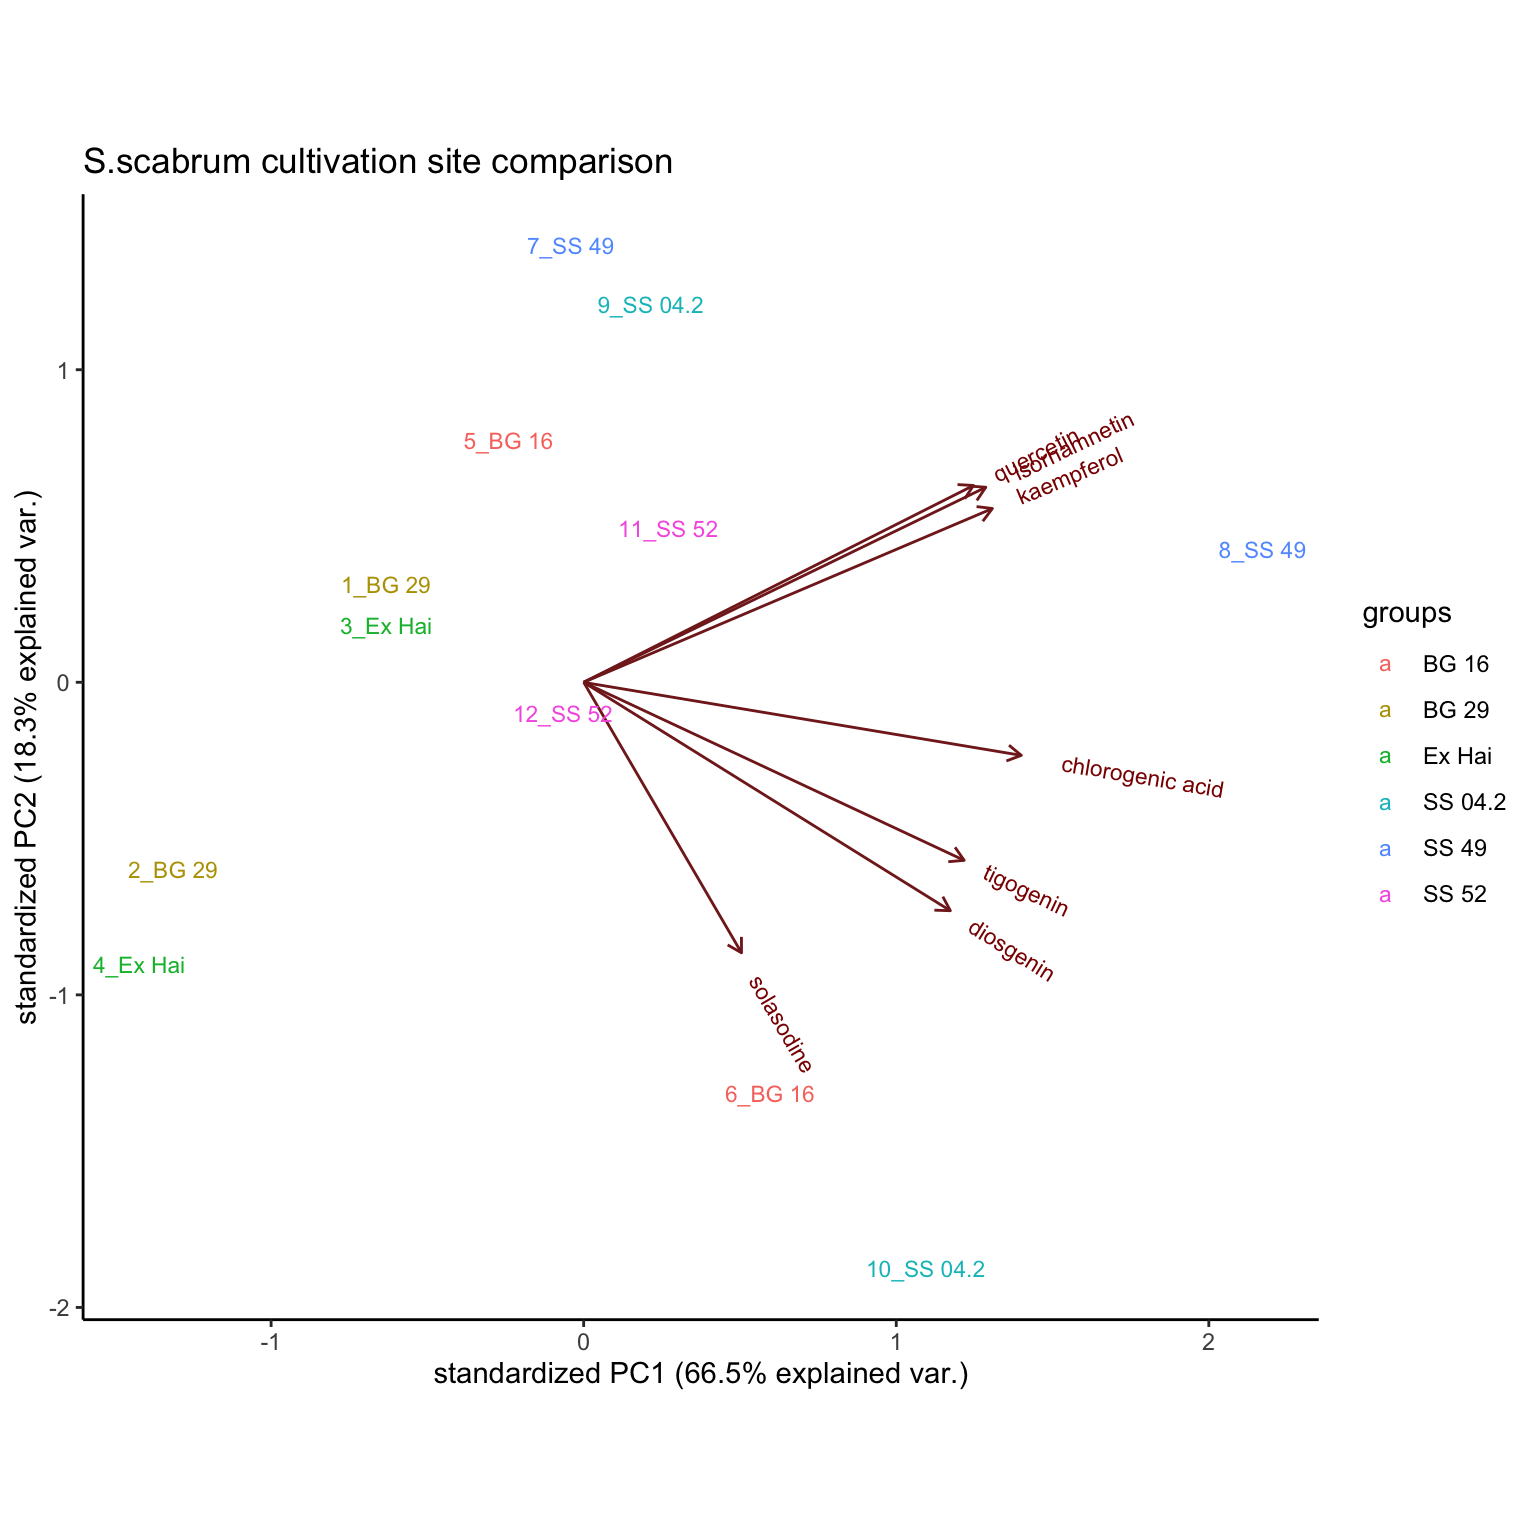 S.scabrum cultivation site comparison
7_SS 49
9_SS 04.2
1
5_BG 16
quercetin
isorhamnetin
kaempferol
11_SS 52
8_SS 49
1_BG 29
3_Ex Hai
0
12_SS 52
chlorogenic acid
tigogenin
diosgenin
2_BG 29
4_Ex Hai
-1
solasodine
6_BG 16
10_SS 04.2
-2
-1
0
1
2
standardized PC1 (66.5% explained var.)
standardized PC2 (18.3% explained var.)
groups
a BG 16
a BG 29
a Ex Hai
a SS 04.2
a SS 49
a SS 52